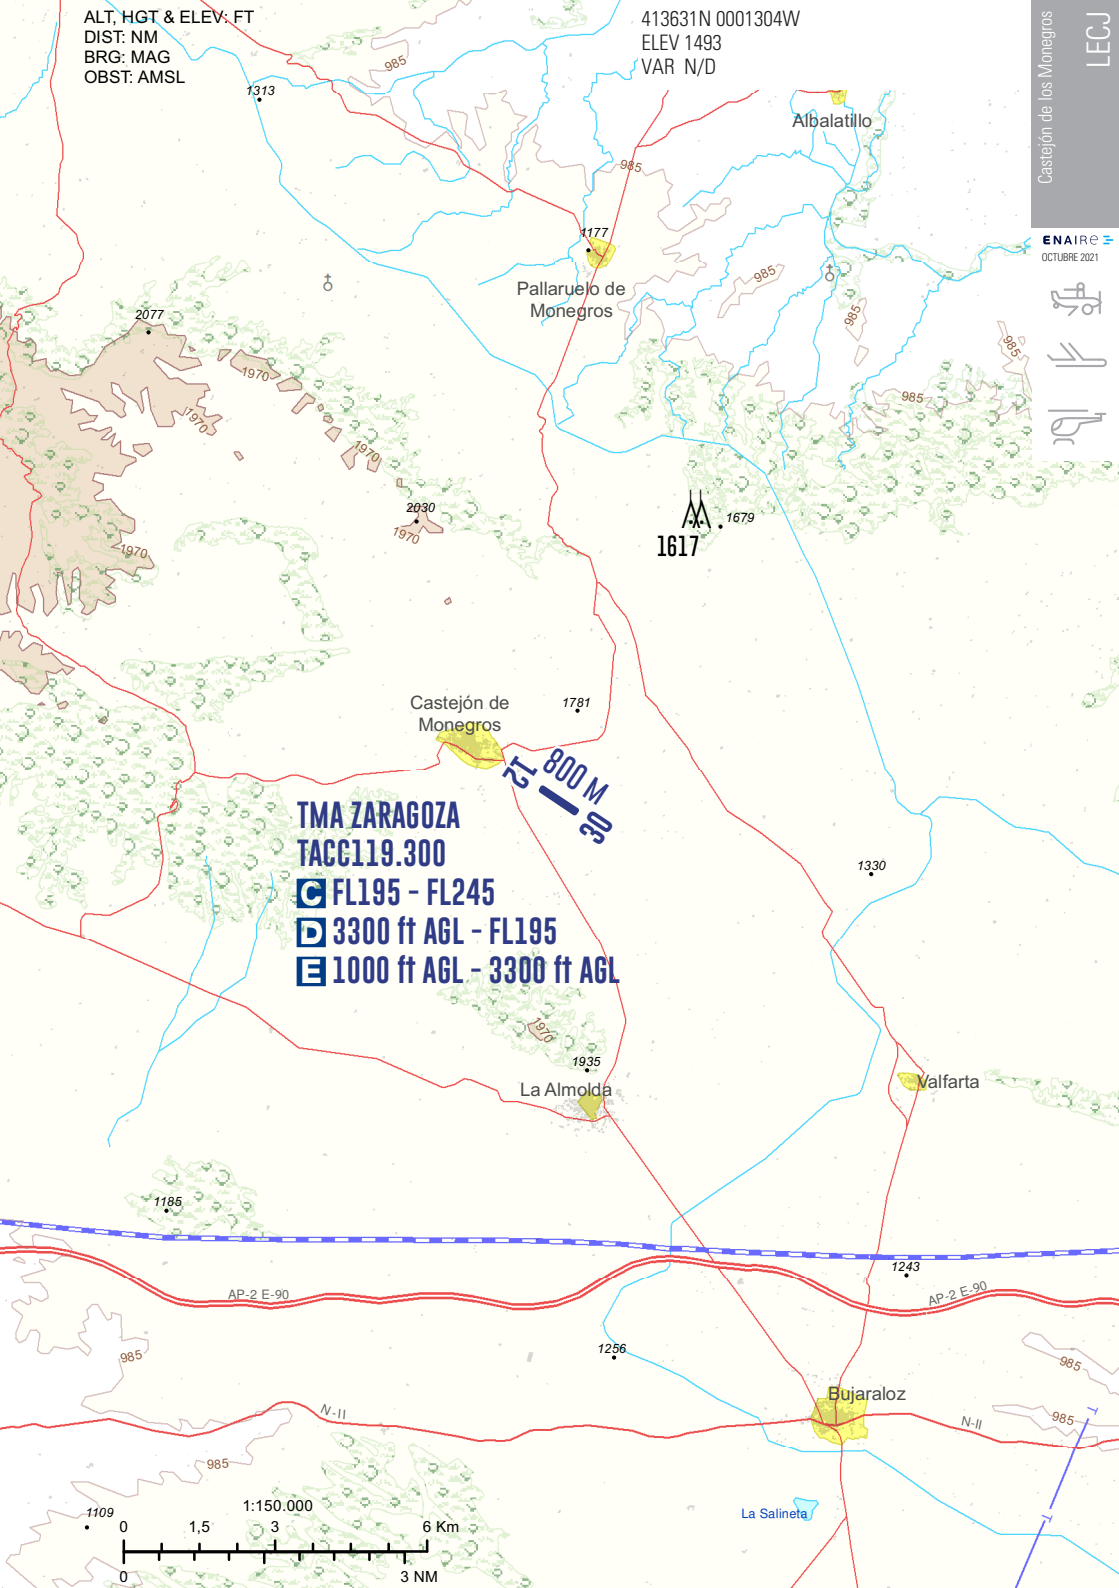 ALT, HGT & ELEV: FT
DIST: NM
BRG: MAG
OBST: AMSL
413631N 0001304W
ELEV 1493
VAR N/D
Castejón de los Monegros
LECJ
ENAIRE
OCTUBRE 2021
985
1313
Albalatillo
985
1177
Pallaruelo de
Monegros
985
985
985
2077
1970
985
1970
1970
2030
1970
1679
1617
1970
Castejón de
Monegros
1781
12
800 M
30
TMA ZARAGOZA
TACC119.300
C FL195 - FL245
D 3300 ft AGL - FL195
E 1000 ft AGL - 3300 ft AGL
1330
1970
1935
La Almolda
Valfarta
1185
1243
AP-2 E-90
AP-2 E-90
985
1256
985
Bujaraloz
N-II
N-II
985
T
985
1109
La Salineta
T
1:150.000
0 1,5 3 6 Km
0 3 NM